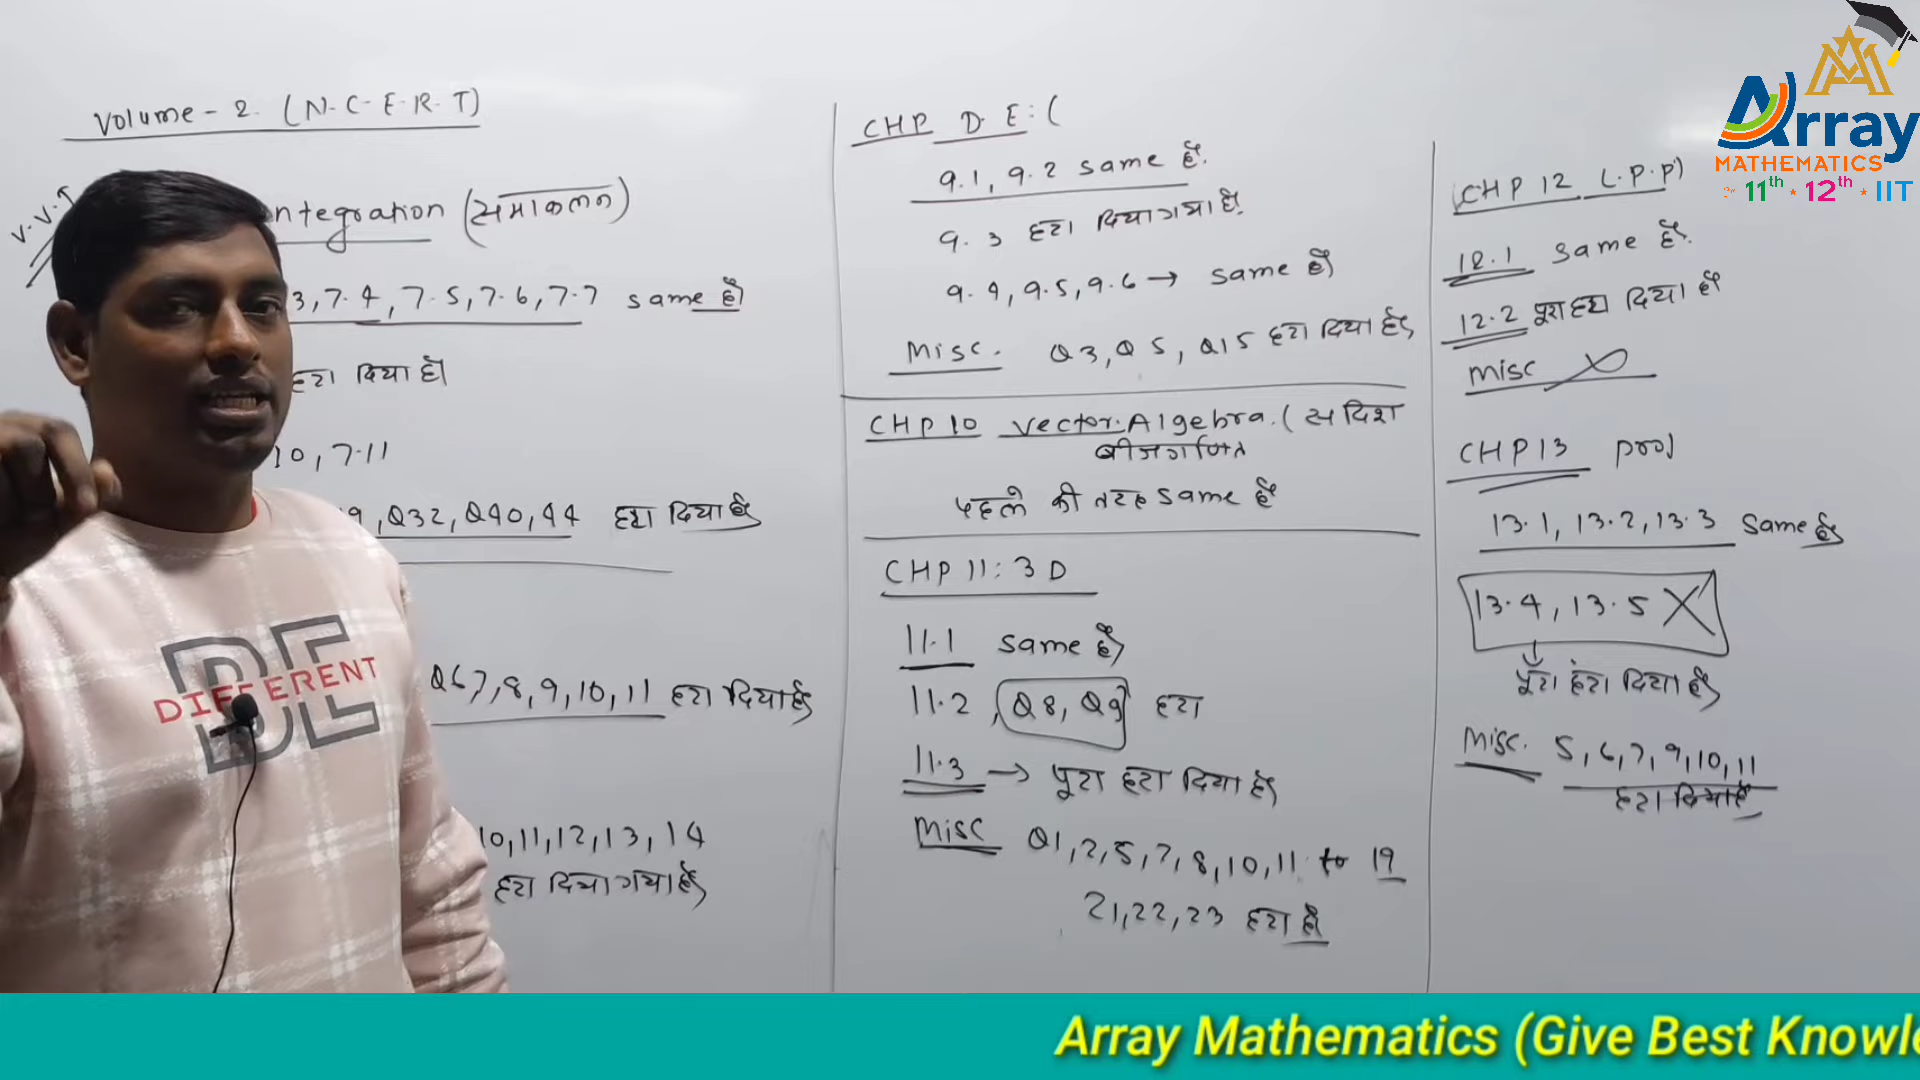 Volume - 2. (N.C.E.R.T)
V.V.
ntegration (समाकलन)
3, 7.4, 7.5, 7.6, 7.7 same है
हटा दिया है
10, 7.11
9, Q32, Q40, 44 हटा दिया है
Q67, 8, 9, 10, 11 हटा दिया है
10, 11, 12, 13, 14
हटा दिया गया है
CHP D.E:(
9.1, 9.2 same है.
9.3 हटा दिया गया है.
9.4, 9.5, 9.6 → same है
Misc. Q3, Q5, Q15 हटा दिया है
CHP 10 Vector Algebra. (सदिश
बीजगणित
पहले की तरह same है
CHP 11: 3D
11.1 same है
11.2, Q8, Q9 हटा
11.3 → पूरा हटा दिया है
Misc Q1, 2, 5, 7, 8, 10, 11 to 19
21, 22, 23 हटा है
CHP 12 (L.P.P)
12.1 same है.
12.2 पूरा हटा दिया है
Misc X
CHP 13 prob
13.1, 13.2, 13.3 same है
13.4, 13.5 X
पूरा हटा दिया है
Misc. 5, 6, 7, 9, 10, 11
हटा दिया है
DIFFERENT
Array
MATHEMATICS
11th * 12th * IIT
Array Mathematics (Give Best Knowle